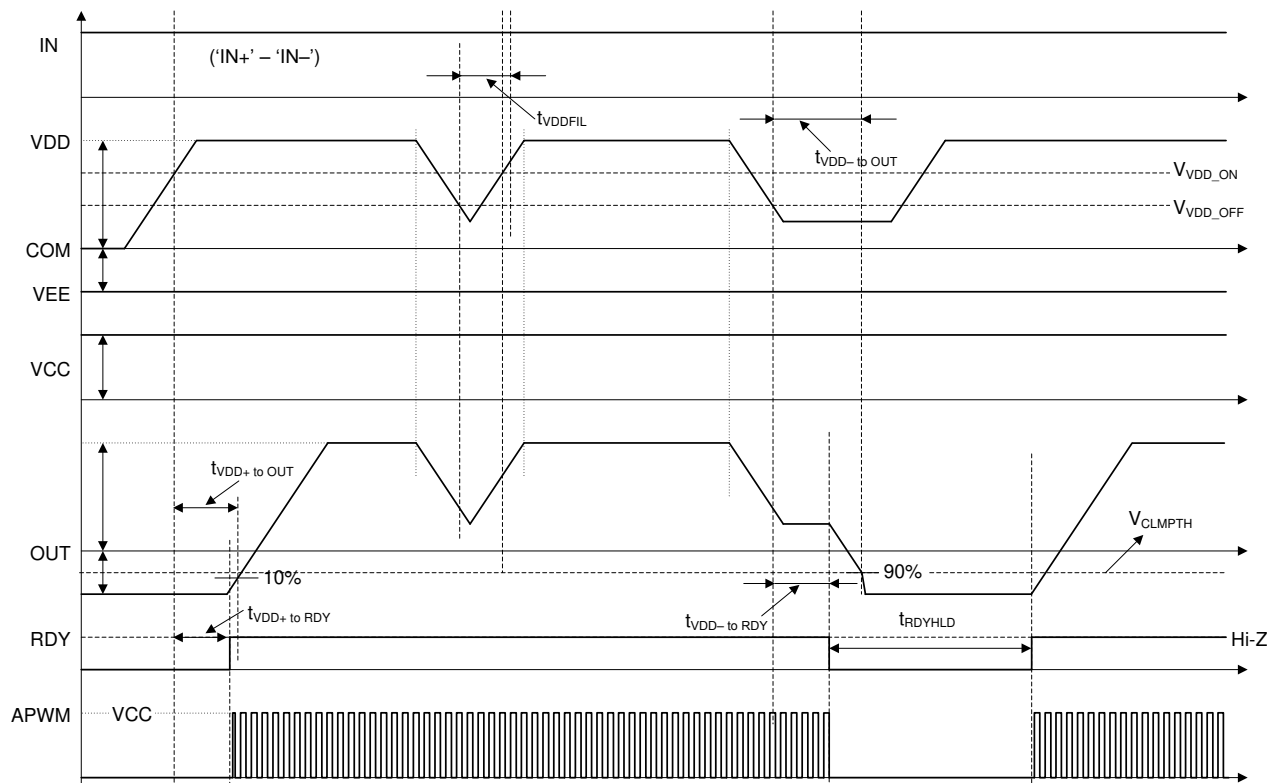 IN
('IN+' – 'IN–')
tVDDFIL
VDD
tVDD– to OUT
VVDD_ON
VVDD_OFF
COM
VEE
VCC
tVDD+ to OUT
VCLMPTH
OUT
10%
90%
tVDD+ to RDY
tVDD– to RDY
tRDYHLD
RDY
Hi-Z
APWM
VCC